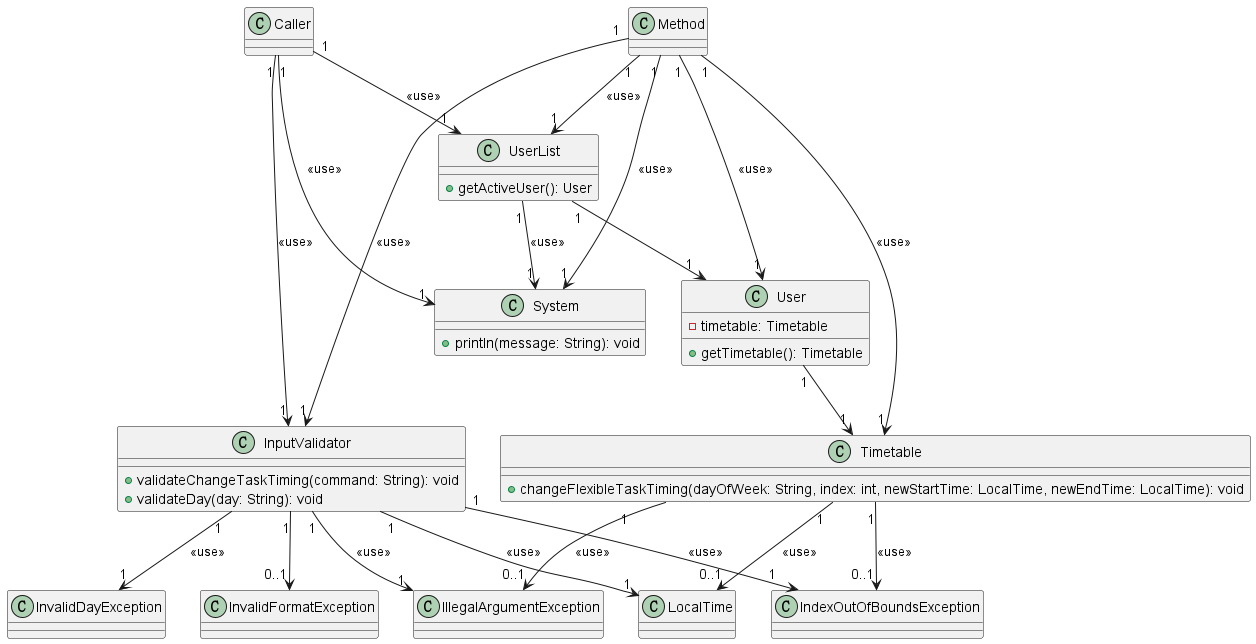 C Caller
C Method
1
1
1 1
1 1 1 1
«use»
«use»
1
1
C UserList
getActiveUser(): User
«use»
«use»
«use»
1
1
«use»
«use»
«use»
«use»
1
1
1
1
1
C User
timetable: Timetable
getTimetable(): Timetable
1
C System
println(message: String): void
1
1
1
1
1
C InputValidator
validateChangeTaskTiming(command: String): void
validateDay(day: String): void
C Timetable
changeFlexibleTaskTiming(dayOfWeek: String, index: int, newStartTime: LocalTime, newEndTime: LocalTime): void
1
1
1
1
1
1
1
1
«use»
«use»
«use»
«use»
«use»
«use»
«use»
1
0..1
1
0..1
1
0..1
1
0..1
C InvalidDayException
C InvalidFormatException
C IllegalArgumentException
C LocalTime
C IndexOutOfBoundsException